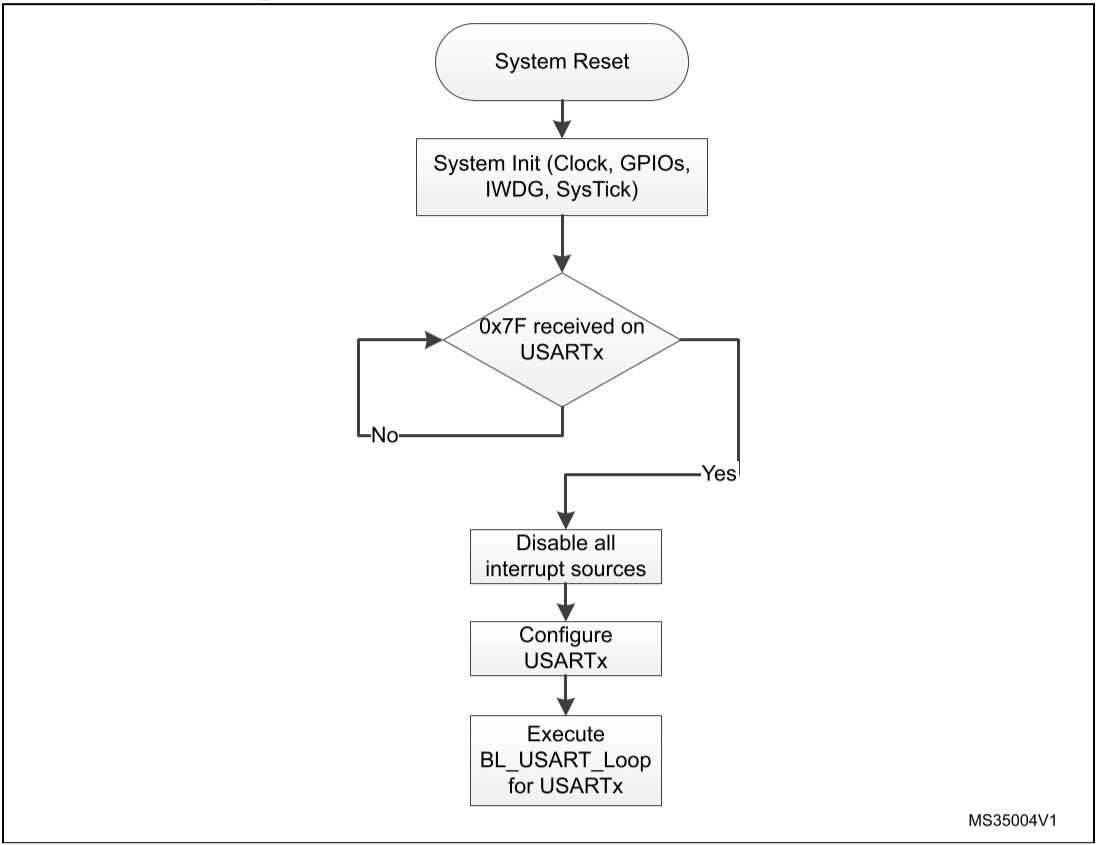 System Reset
System Init (Clock, GPIOs,
IWDG, SysTick)
0x7F received on
USARTx
No
Yes
Disable all
interrupt sources
Configure
USARTx
Execute
BL_USART_Loop
for USARTx
MS35004V1